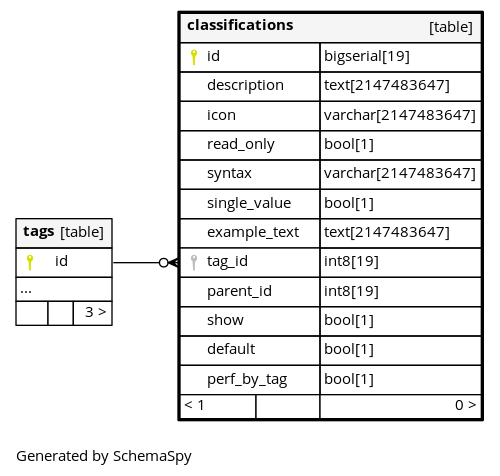 classifications [table]
id bigserial[19]
description text[2147483647]
icon varchar[2147483647]
read_only bool[1]
syntax varchar[2147483647]
single_value bool[1]
example_text text[2147483647]
tag_id int8[19]
parent_id int8[19]
show bool[1]
default bool[1]
perf_by_tag bool[1]
< 1 0 >
tags [table]
id
...
3 >
Generated by SchemaSpy